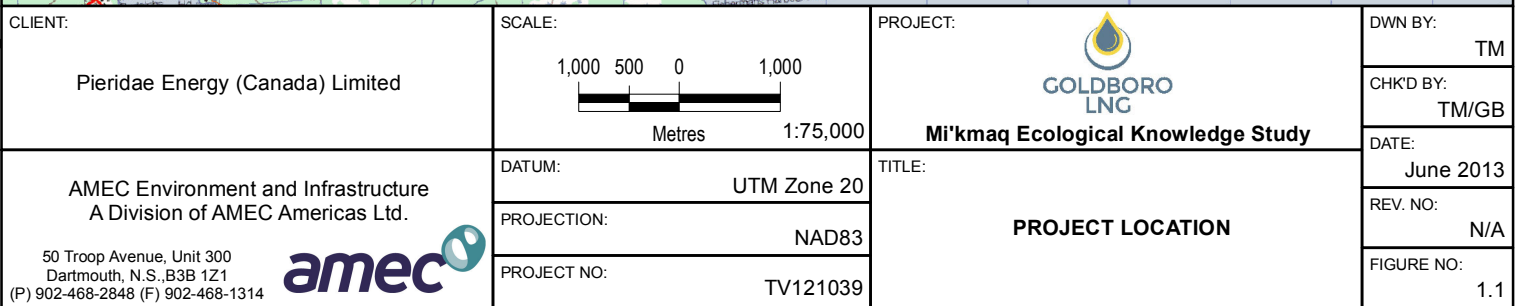 CLIENT:
Pieridae Energy (Canada) Limited
SCALE:
1,000 500 0 1,000
Metres 1:75,000
PROJECT:
GOLDBORO
LNG
Mi'kmaq Ecological Knowledge Study
DWN BY:
TM
CHK'D BY:
TM/GB
DATE:
June 2013
REV. NO:
N/A
FIGURE NO:
1.1
AMEC Environment and Infrastructure
A Division of AMEC Americas Ltd.
50 Troop Avenue, Unit 300
Dartmouth, N.S.,B3B 1Z1
(P) 902-468-2848 (F) 902-468-1314
amec
DATUM:
UTM Zone 20
PROJECTION:
NAD83
PROJECT NO:
TV121039
TITLE:
PROJECT LOCATION